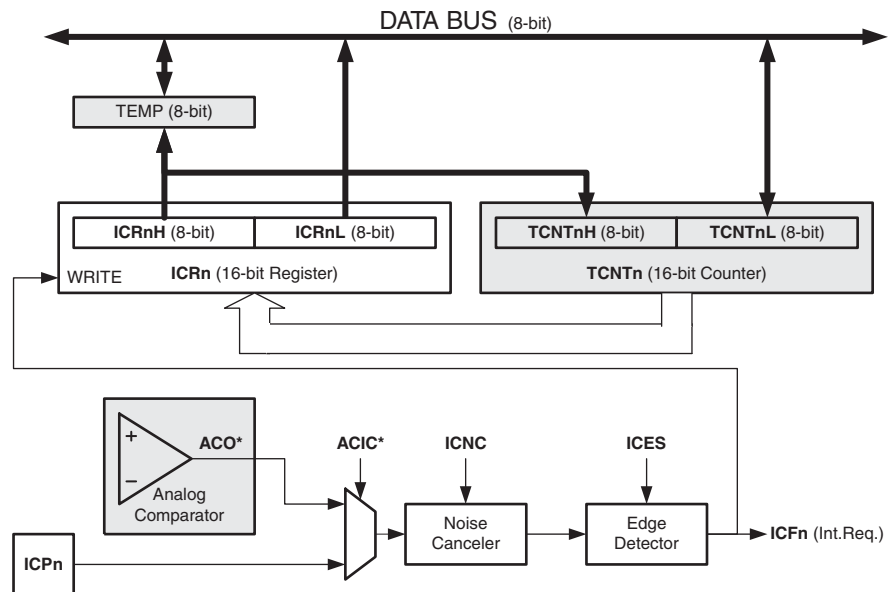 DATA BUS (8-bit)
TEMP (8-bit)
ICRnH (8-bit) ICRnL (8-bit) TCNTnH (8-bit) TCNTnL (8-bit)
WRITE ICRn (16-bit Register) TCNTn (16-bit Counter)
+
ACO*
−
Analog
Comparator
ACIC* ICNC ICES
Noise
Canceler
Edge
Detector
ICFn (Int.Req.)
ICPn